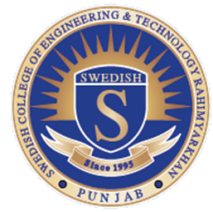 SWEDISH COLLEGE OF ENGINEERING & TECHNOLOGY RAHIMYARKHAN
SWEDISH
S
Since 1995
PUNJAB